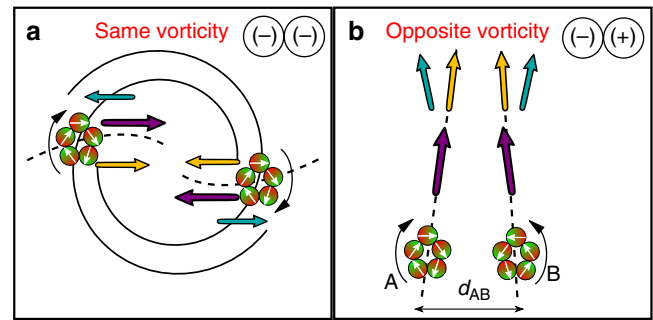 a Same vorticity (–) (–)
b Opposite vorticity (–) (+)
A
B
dAB